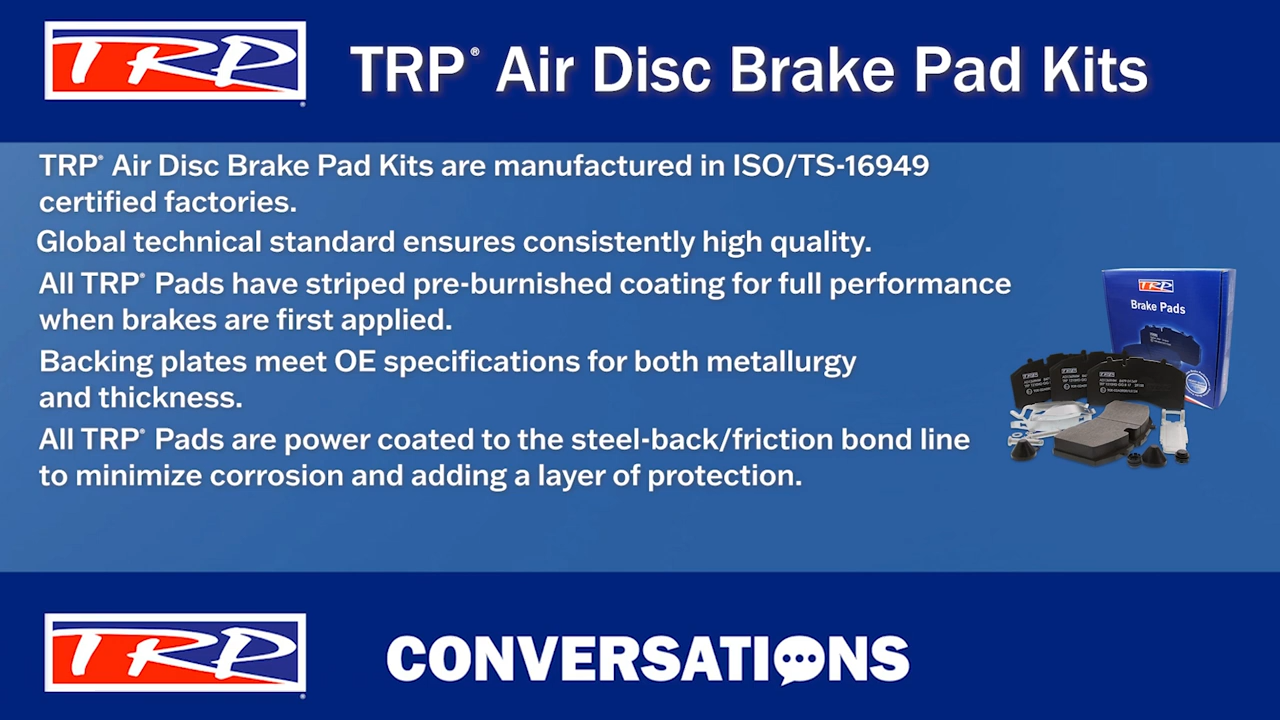 TRP®
TRP® Air Disc Brake Pad Kits
TRP® Air Disc Brake Pad Kits are manufactured in ISO/TS-16949
certified factories.
Global technical standard ensures consistently high quality.
All TRP® Pads have striped pre-burnished coating for full performance
when brakes are first applied.
Backing plates meet OE specifications for both metallurgy
and thickness.
All TRP® Pads are power coated to the steel-back/friction bond line
to minimize corrosion and adding a layer of protection.
TRP
Brake Pads
TRP®
CONVERSATIONS